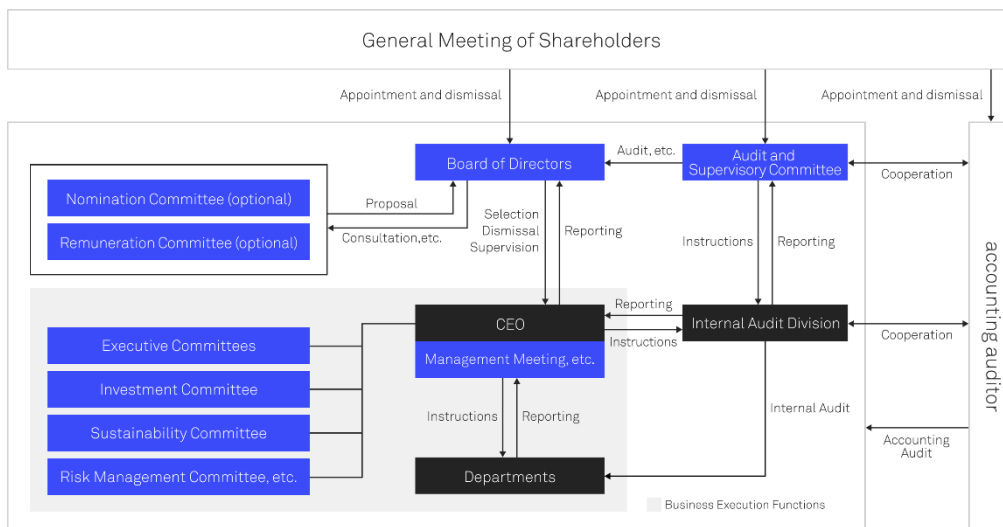 General Meeting of Shareholders
Appointment and dismissal
Appointment and dismissal
Appointment and dismissal
Board of Directors
Audit, etc.
Audit and
Supervisory Committee
Cooperation
Nomination Committee (optional)
Remuneration Committee (optional)
Proposal
Consultation,etc.
Selection
Dismissal
Supervision
Reporting
Instructions
Reporting
accounting auditor
CEO
Management Meeting, etc.
Reporting
Instructions
Internal Audit Division
Cooperation
Executive Committees
Investment Committee
Sustainability Committee
Risk Management Committee, etc.
Instructions
Reporting
Internal Audit
Accounting
Audit
Departments
Business Execution Functions